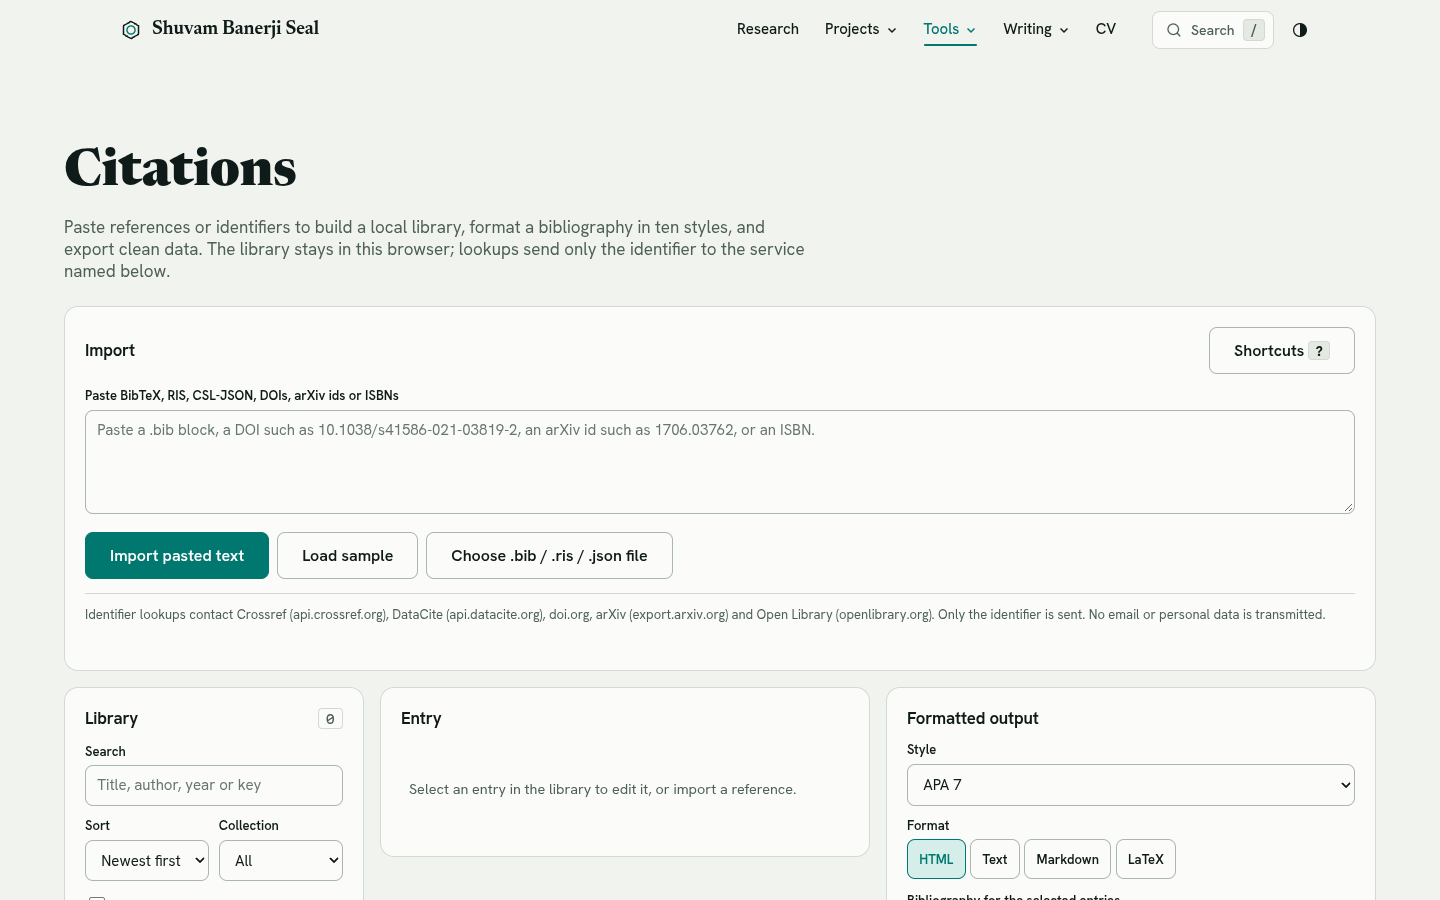 Shuvam Banerji Seal
Research Projects Tools Writing CV Search /
Citations
Paste references or identifiers to build a local library, format a bibliography in ten styles, and
export clean data. The library stays in this browser; lookups send only the identifier to the service
named below.
Import
Shortcuts ?
Paste BibTeX, RIS, CSL-JSON, DOIs, arXiv ids or ISBNs
Paste a .bib block, a DOI such as 10.1038/s41586-021-03819-2, an arXiv id such as 1706.03762, or an ISBN.
Import pasted text Load sample Choose .bib / .ris / .json file
Identifier lookups contact Crossref (api.crossref.org), DataCite (api.datacite.org), doi.org, arXiv (export.arxiv.org) and Open Library (openlibrary.org). Only the identifier is sent. No email or personal data is transmitted.
Library 0
Search
Title, author, year or key
Sort Collection
Newest first All
Entry
Select an entry in the library to edit it, or import a reference.
Formatted output
Style
APA 7
Format
HTML Text Markdown LaTeX
Bibliography for the selected entries